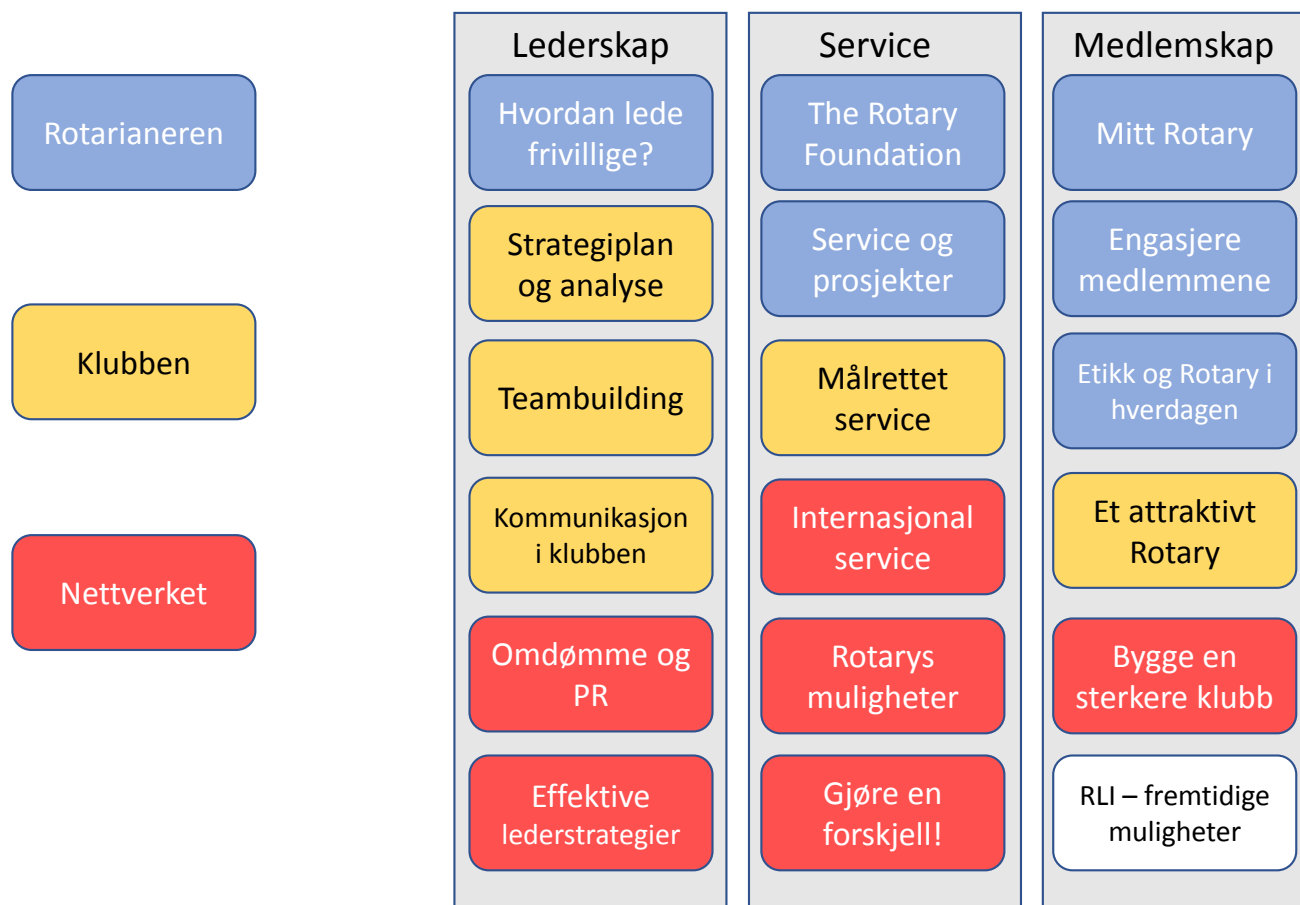 Rotarianeren
Klubben
Nettverket
Lederskap
Hvordan lede
frivillige?
Strategiplan
og analyse
Teambuilding
Kommunikasjon
i klubben
Omdømme og
PR
Effektive
lederstrategier
Service
The Rotary
Foundation
Service og
prosjekter
Målrettet
service
Internasjonal
service
Rotarys
muligheter
Gjøre en
forskjell!
Medlemskap
Mitt Rotary
Engasjere
medlemmene
Etikk og Rotary i
hverdagen
Et attraktivt
Rotary
Bygge en
sterkere klubb
RLI – fremtidige
muligheter